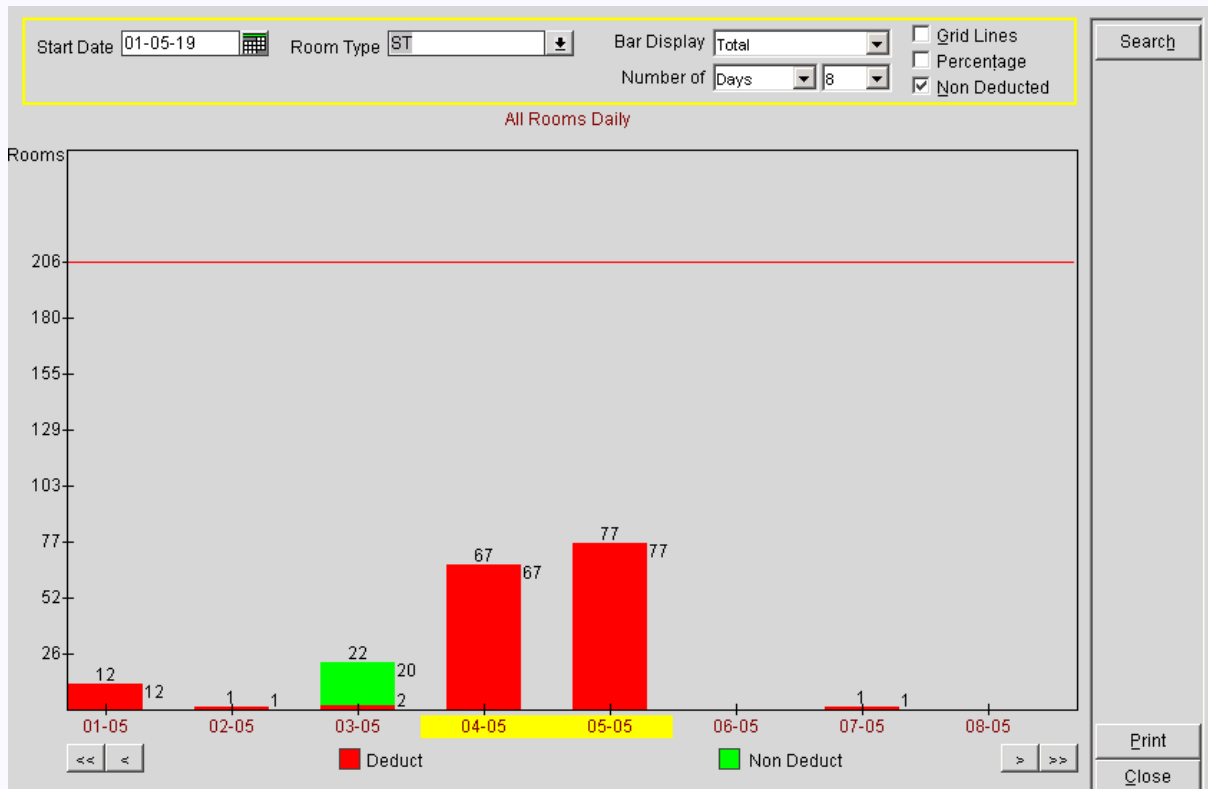 Start Date 01-05-19 Room Type ST Bar Display Total Grid Lines Search
Percentage
Number of Days 8 Non Deducted
All Rooms Daily
Rooms
206
180
155
129
103
77
77 77
67 67
52
26
22 20
12 12
1 1
2
1 1
01-05 02-05 03-05 04-05 05-05 06-05 07-05 08-05
<< < Deduct Non Deduct > >>
Print
Close